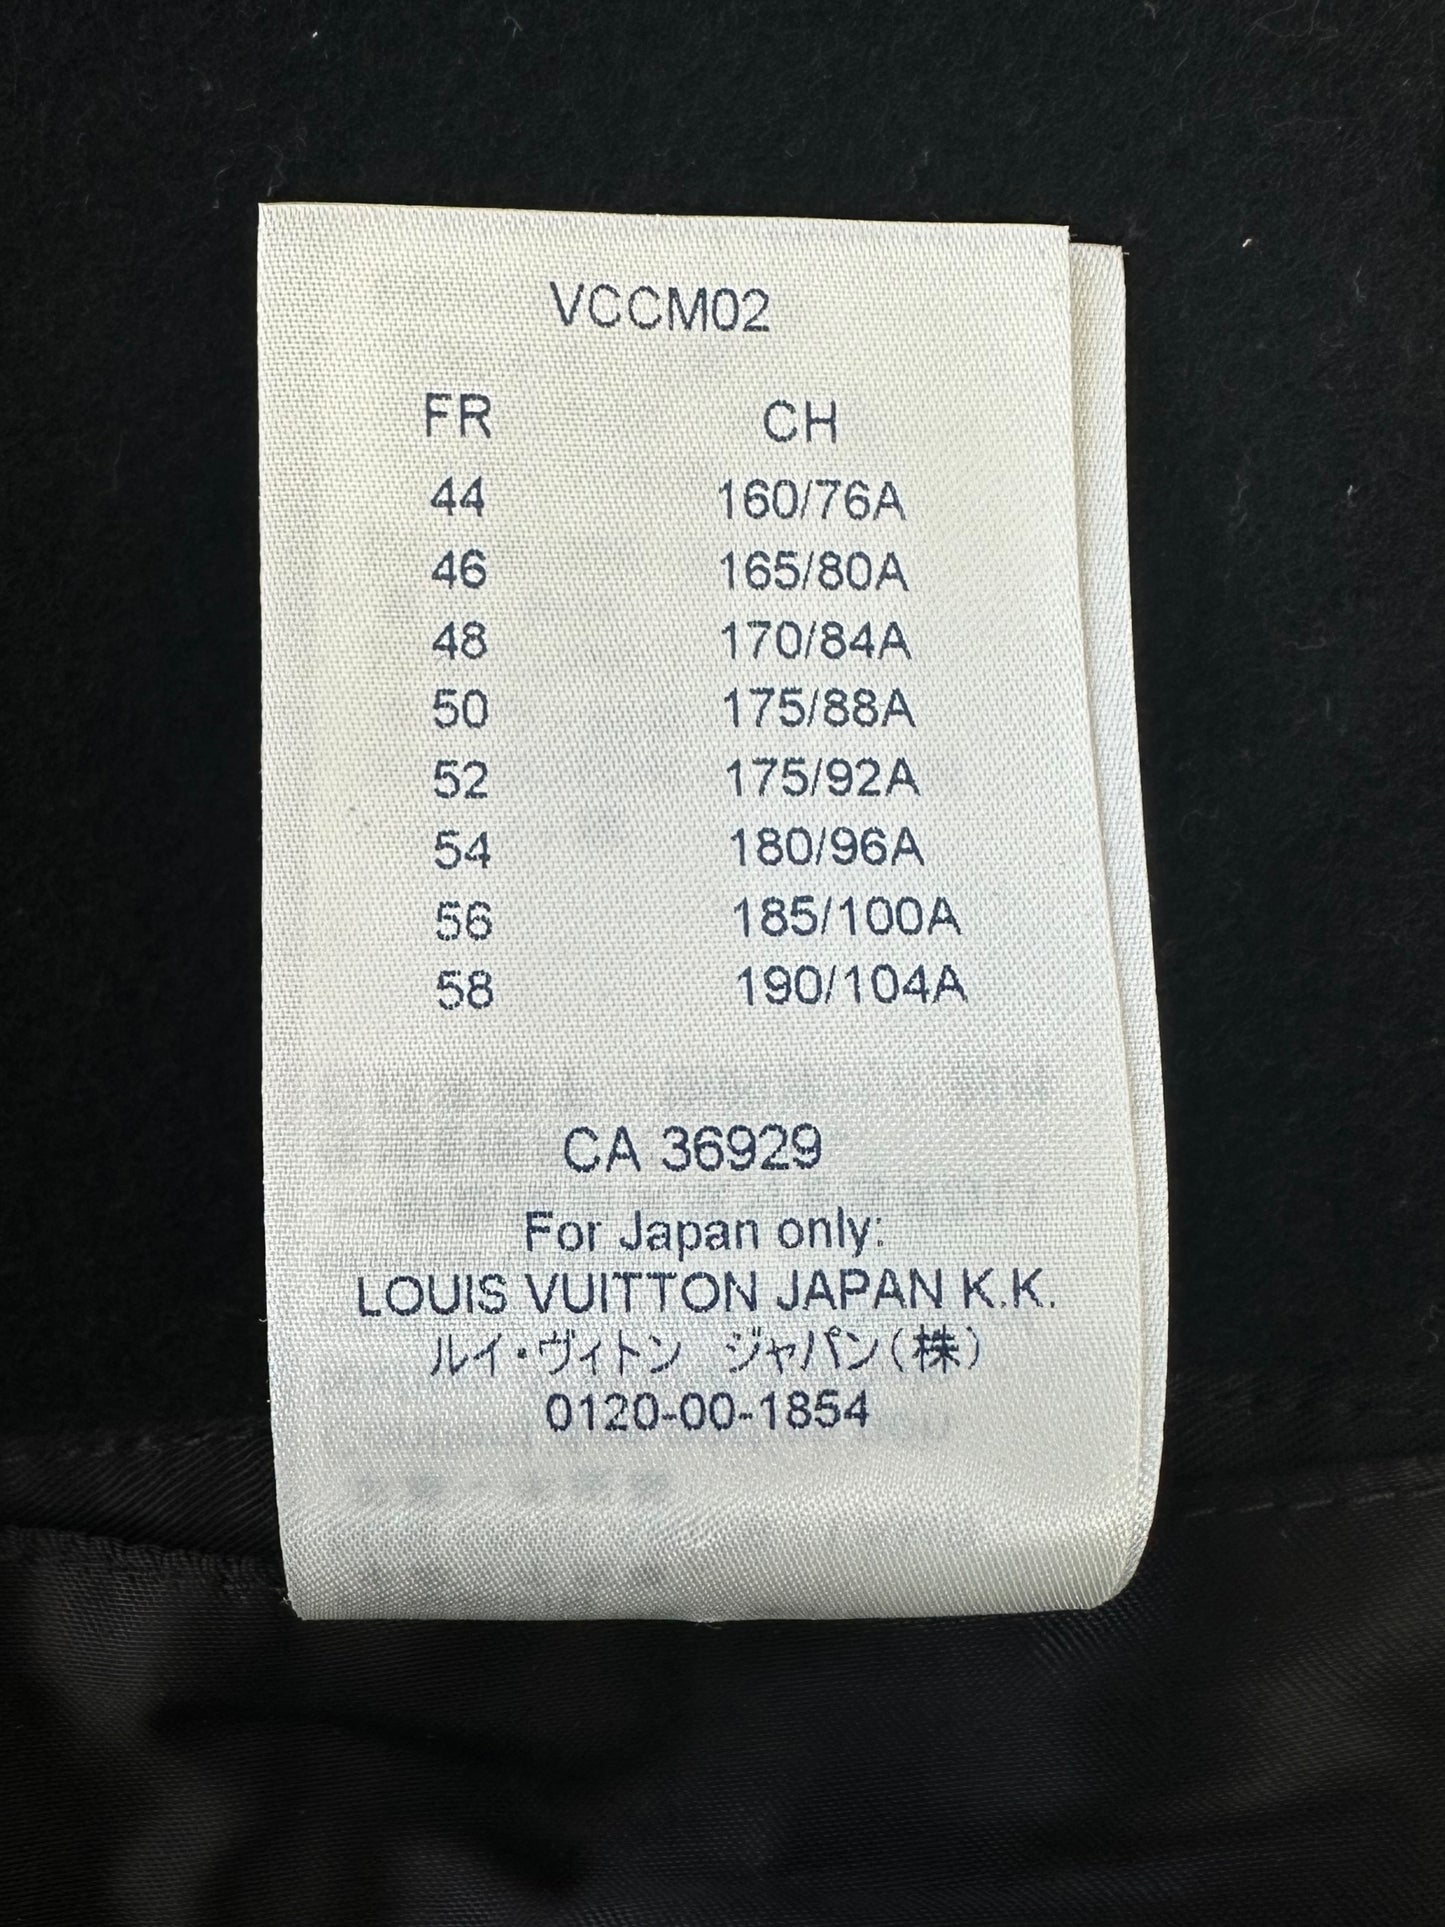 VCCM02
FR CH
44 160/76A
46 165/80A
48 170/84A
50 175/88A
52 175/92A
54 180/96A
56 185/100A
58 190/104A
CA 36929
For Japan only:
LOUIS VUITTON JAPAN K.K.
ルイ・ヴィトン ジャパン(株)
0120-00-1854